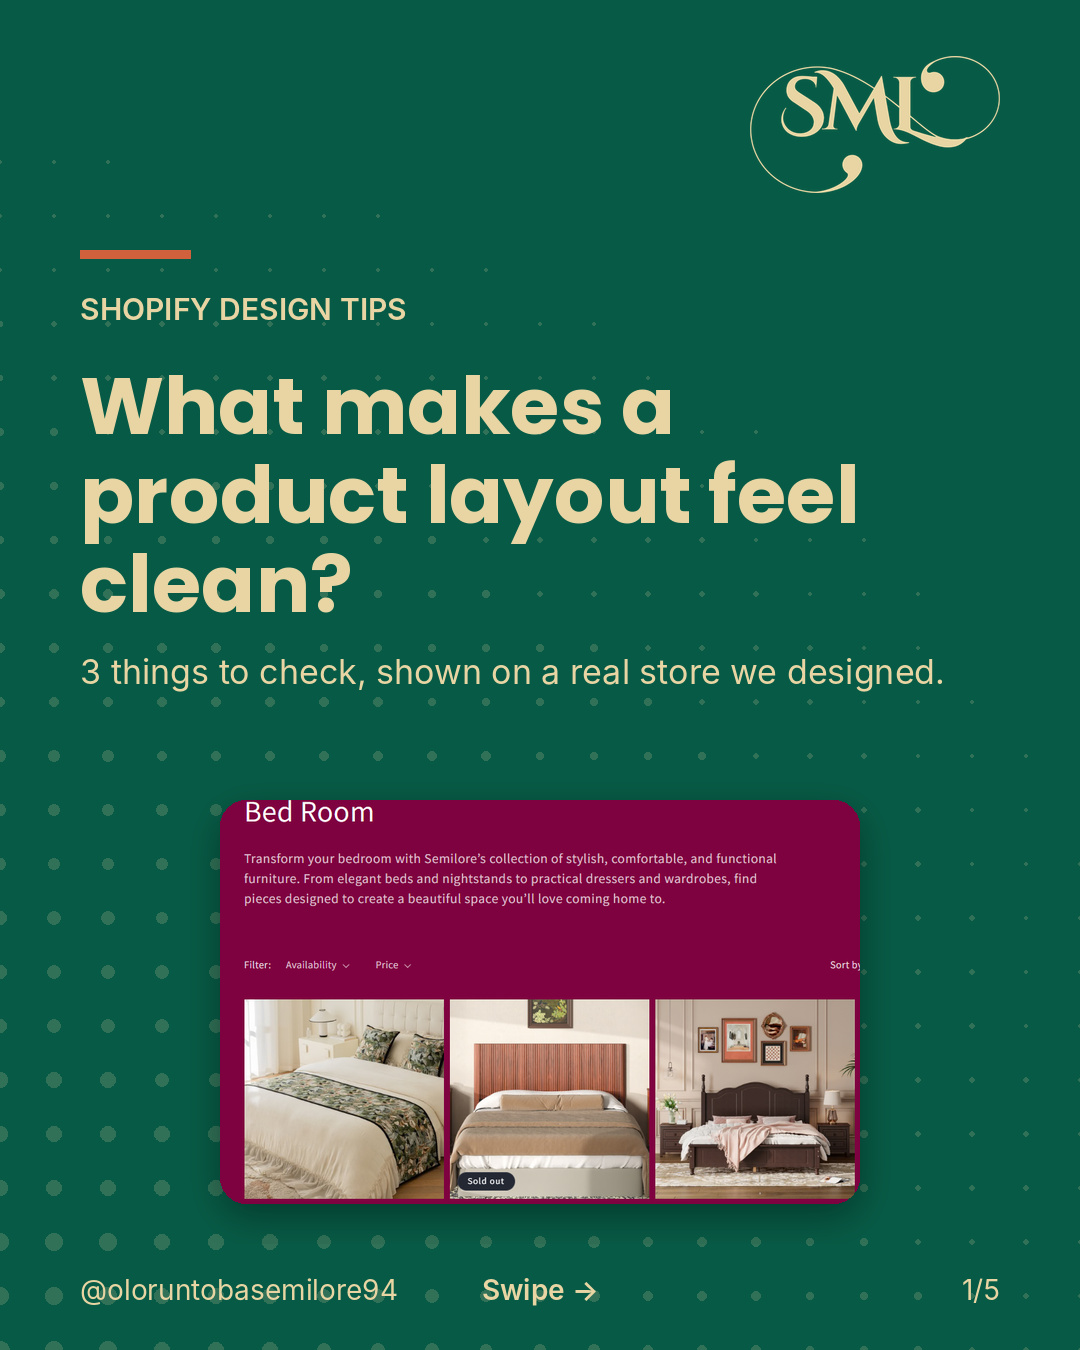 SML
SHOPIFY DESIGN TIPS
What makes a
product layout feel
clean?
3 things to check, shown on a real store we designed.
Bed Room
Transform your bedroom with Semilore’s collection of stylish, comfortable, and functional
furniture. From elegant beds and nightstands to practical dressers and wardrobes, find
pieces designed to create a beautiful space you’ll love coming home to.
Filter: Availability Price Sort by
Sold out
@oloruntobasemilore94 Swipe → 1/5